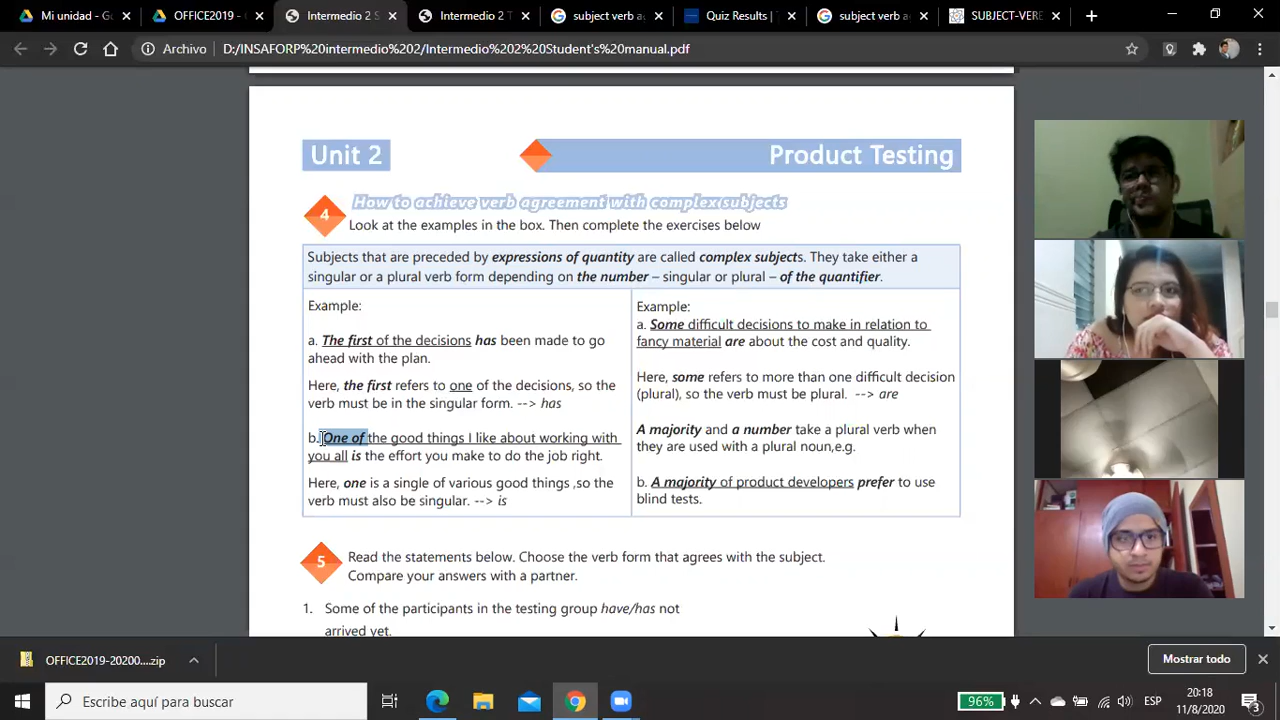 Mi unidad - Goo
OFFICE2019 - G
Intermedio 2 S
Intermedio 2 T
subject verb ag
Quiz Results |
subject verb ag
SUBJECT-VERB
Archivo
D:/INSAFORP%20intermedio%202/Intermedio%202%20Student's%20manual.pdf
Unit 2
Product Testing
4
How to achieve verb agreement with complex subjects
Look at the examples in the box. Then complete the exercises below
Subjects that are preceded by expressions of quantity are called complex subjects. They take either a
singular or a plural verb form depending on the number – singular or plural – of the quantifier.
Example:
a. The first of the decisions has been made to go
ahead with the plan.
Here, the first refers to one of the decisions, so the
verb must be in the singular form. --> has
b. One of the good things I like about working with
you all is the effort you make to do the job right.
Here, one is a single of various good things ,so the
verb must also be singular. --> is
Example:
a. Some difficult decisions to make in relation to
fancy material are about the cost and quality.
Here, some refers to more than one difficult decision
(plural), so the verb must be plural. --> are
A majority and a number take a plural verb when
they are used with a plural noun,e.g.
b. A majority of product developers prefer to use
blind tests.
5
Read the statements below. Choose the verb form that agrees with the subject.
Compare your answers with a partner.
1. Some of the participants in the testing group have/has not
arrived yet.
OFFICE2019-20200....zip
Mostrar todo
Escribe aquí para buscar
96%
ESP
20:18
11/8/2020
3